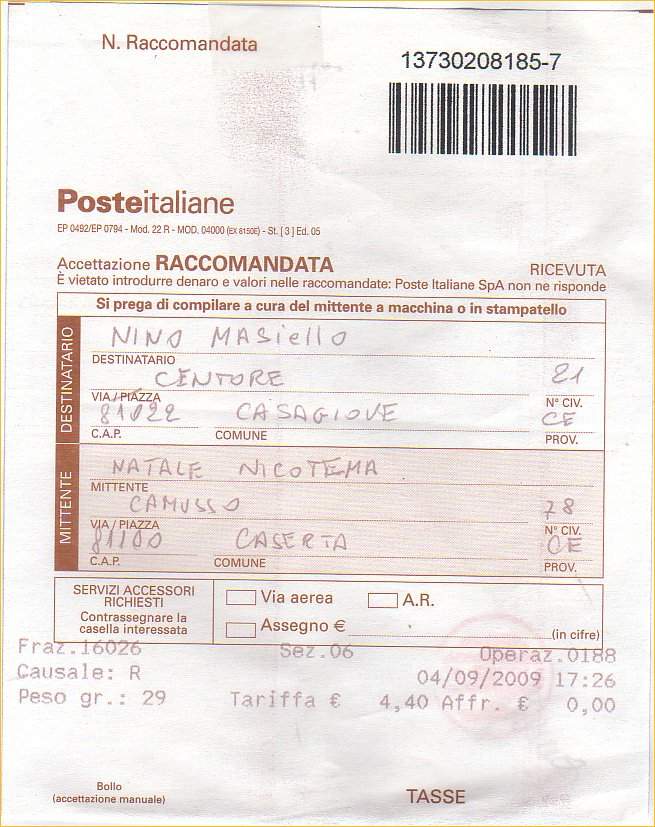 N. Raccomandata
13730208185-7
Posteitaliane
EP 0492/EP 0794 - Mod. 22 R - MOD. 04000 (EX 8150E) - St. [ 3 ] Ed. 05
Accettazione RACCOMANDATA RICEVUTA
È vietato introdurre denaro e valori nelle raccomandate: Poste Italiane SpA non ne risponde
Si prega di compilare a cura del mittente a macchina o in stampatello
DESTINATARIO
NINO MASIELLO
DESTINATARIO
CENTORE 21
VIA / PIAZZA N° CIV.
81022 CASAGIOVE CE
C.A.P. COMUNE PROV.
MITTENTE
NATALE NICOTEMA
MITTENTE
CAMUSSO 78
VIA / PIAZZA N° CIV.
81100 CASERTA CE
C.A.P. COMUNE PROV.
SERVIZI ACCESSORI
RICHIESTI
Contrassegnare la
casella interessata
Via aerea A.R.
Assegno € (in cifre)
Fraz.16026 Sez.06 Operaz.0188
Causale: R 04/09/2009 17:26
Peso gr.: 29 Tariffa € 4,40 Affr. € 0,00
Bollo
(accettazione manuale)
TASSE